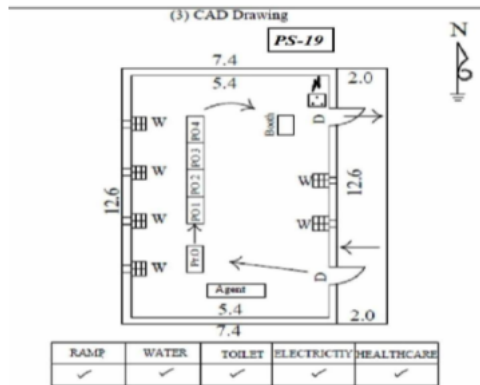 (3) CAD Drawing
PS-19
N
7.4
5.4
2.0
W
W
W
W
12.6
PO4
PO3
PO2
PO1
PrO
Booth
D
W
W
12.6
D
Agent
5.4
7.4
2.0
RAMP WATER TOILET ELECTRICTIY HEALTHCARE
✓ ✓ ✓ ✓ ✓